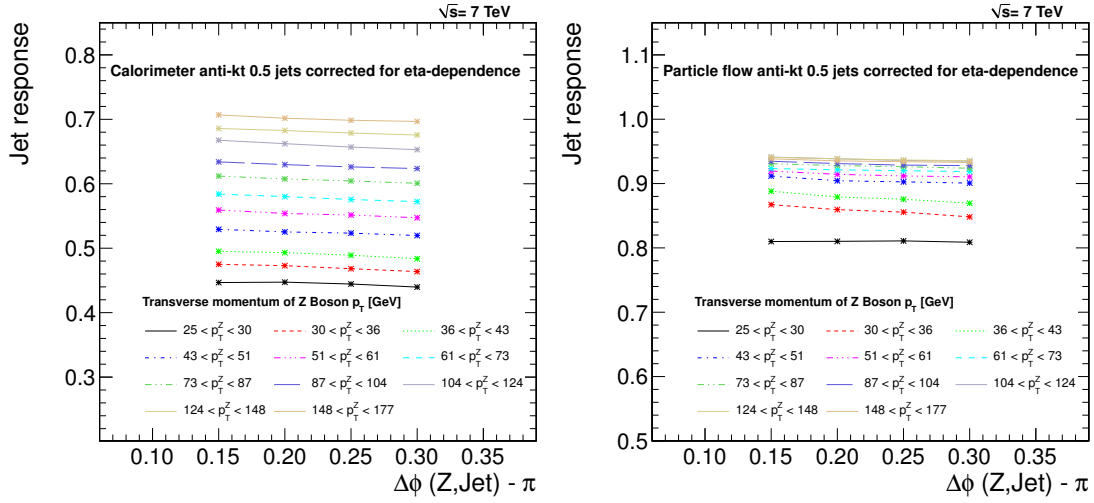 √s= 7 TeV
Calorimeter anti-kt 0.5 jets corrected for eta-dependence
Jet response
0.8
0.7
0.6
0.5
0.4
0.3
Transverse momentum of Z Boson p_T [GeV]
25 < p_T^Z < 30 30 < p_T^Z < 36 36 < p_T^Z < 43
43 < p_T^Z < 51 51 < p_T^Z < 61 61 < p_T^Z < 73
73 < p_T^Z < 87 87 < p_T^Z < 104 104 < p_T^Z < 124
124 < p_T^Z < 148 148 < p_T^Z < 177
0.10 0.15 0.20 0.25 0.30 0.35
Δϕ (Z,Jet) - π
√s= 7 TeV
Particle flow anti-kt 0.5 jets corrected for eta-dependence
Jet response
1.1
1.0
0.9
0.8
0.7
0.6
0.5
Transverse momentum of Z Boson p_T [GeV]
25 < p_T^Z < 30 30 < p_T^Z < 36 36 < p_T^Z < 43
43 < p_T^Z < 51 51 < p_T^Z < 61 61 < p_T^Z < 73
73 < p_T^Z < 87 87 < p_T^Z < 104 104 < p_T^Z < 124
124 < p_T^Z < 148 148 < p_T^Z < 177
0.10 0.15 0.20 0.25 0.30 0.35
Δϕ (Z,Jet) - π